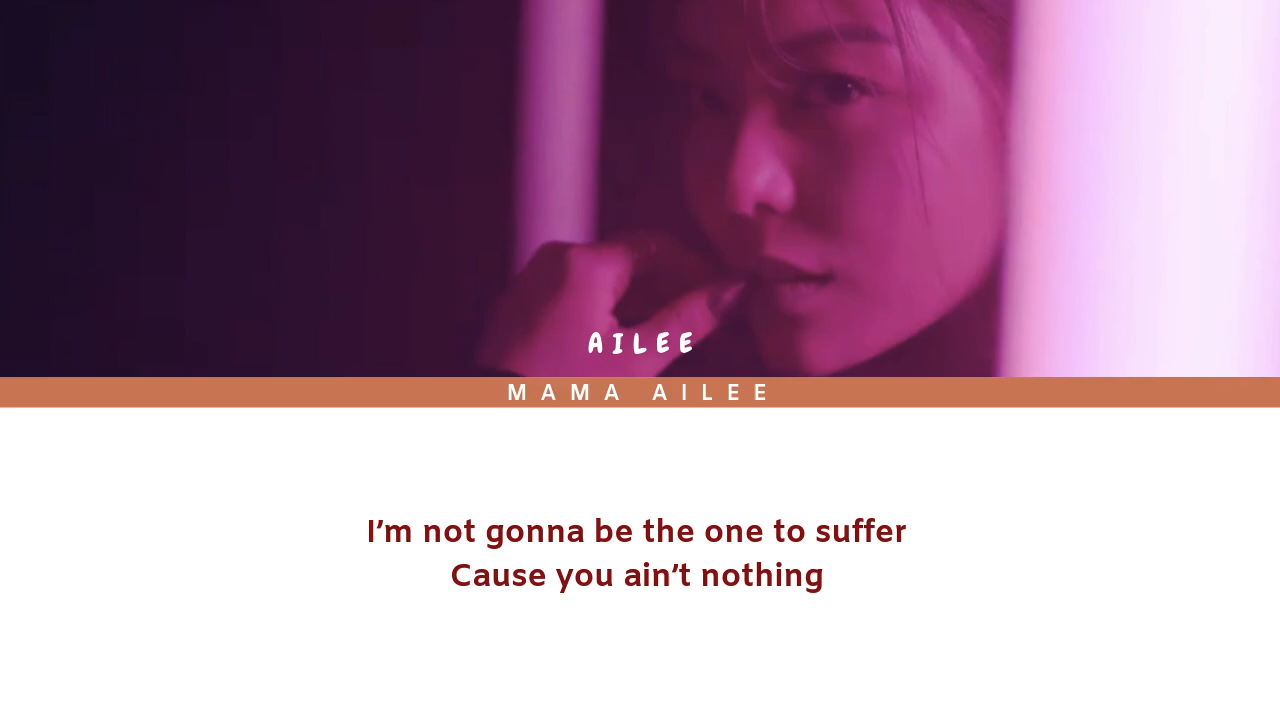 AILEE
MAMA AILEE
I’m not gonna be the one to suffer
Cause you ain’t nothing